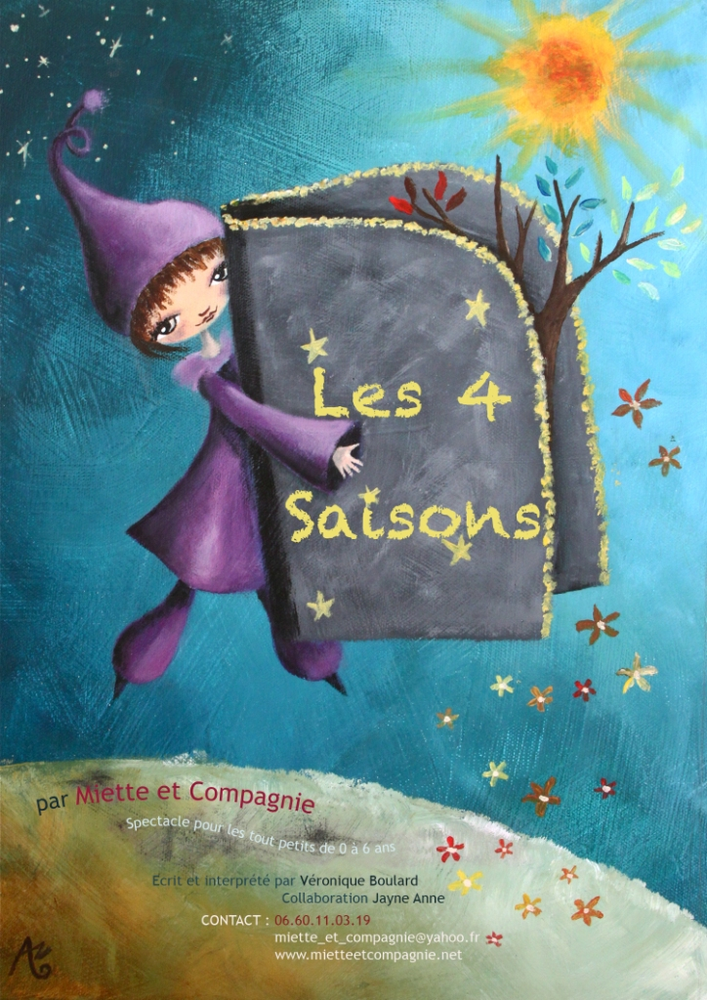 Les 4
Saisons
par Miette et Compagnie
Spectacle pour les tout petits de 0 à 6 ans
Ecrit et interprété par Véronique Boulard
Collaboration Jayne Anne
CONTACT : 06.60.11.03.19
miette_et_compagnie@yahoo.fr
www.mietteetcompagnie.net